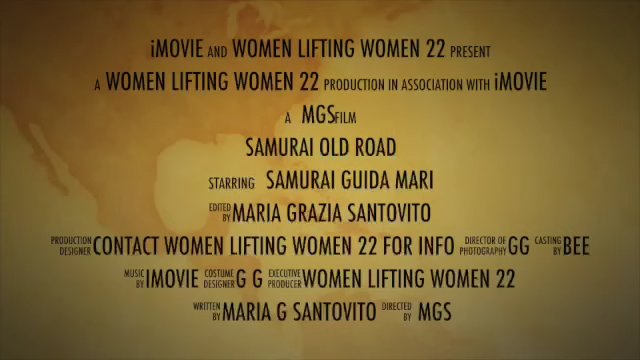 iMOVIE AND WOMEN LIFTING WOMEN 22 PRESENT
A WOMEN LIFTING WOMEN 22 PRODUCTION IN ASSOCIATION WITH iMOVIE
A MGS FILM
SAMURAI OLD ROAD
STARRING SAMURAI GUIDA MARI
EDITED BY MARIA GRAZIA SANTOVITO
PRODUCTION DESIGNER CONTACT WOMEN LIFTING WOMEN 22 FOR INFO DIRECTOR OF PHOTOGRAPHY GG CASTING BY BEE
MUSIC BY IMOVIE COSTUME DESIGNER G G EXECUTIVE PRODUCER WOMEN LIFTING WOMEN 22
WRITTEN BY MARIA G SANTOVITO DIRECTED BY MGS